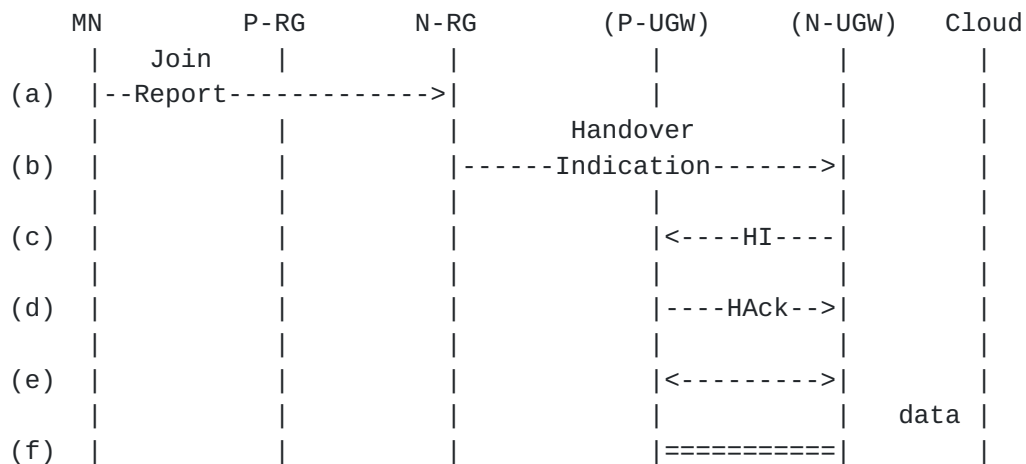 MN         P-RG       N-RG        (P-UGW)     (N-UGW)   Cloud
     |   Join    |          |            |           |        |
(a)  |--Report------------->|            |           |        |
     |           |          |       Handover         |        |
(b)  |           |          |------Indication------->|        |
     |           |          |            |           |        |
(c)  |           |          |            |<----HI----|        |
     |           |          |            |           |        |
(d)  |           |          |            |----HAck-->|        |
     |           |          |            |           |        |
(e)  |           |          |            |<--------->|        |
     |           |          |            |           |   data |
(f)  |           |          |            |===========|        |